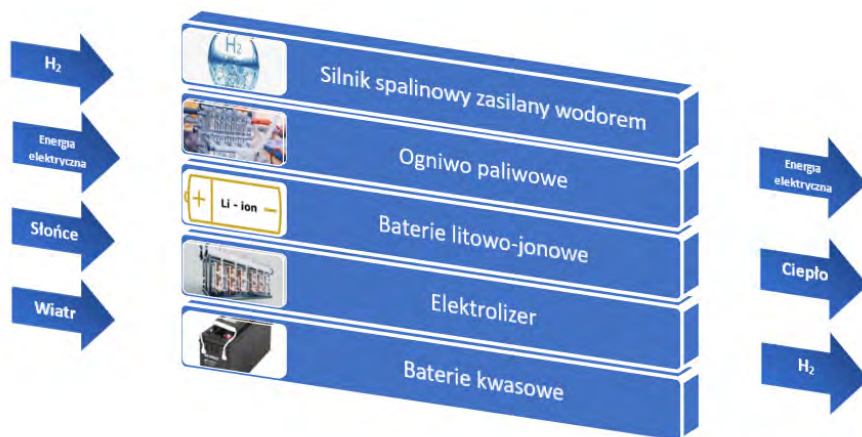 H₂
Energia
elektryczna
Słońce
Wiatr
H₂
Silnik spalinowy zasilany wodorem
Ogniwo paliwowe
+ Li - ion -
Baterie litowo-jonowe
Elektrolizer
Baterie kwasowe
Energia
elektryczna
Ciepło
H₂